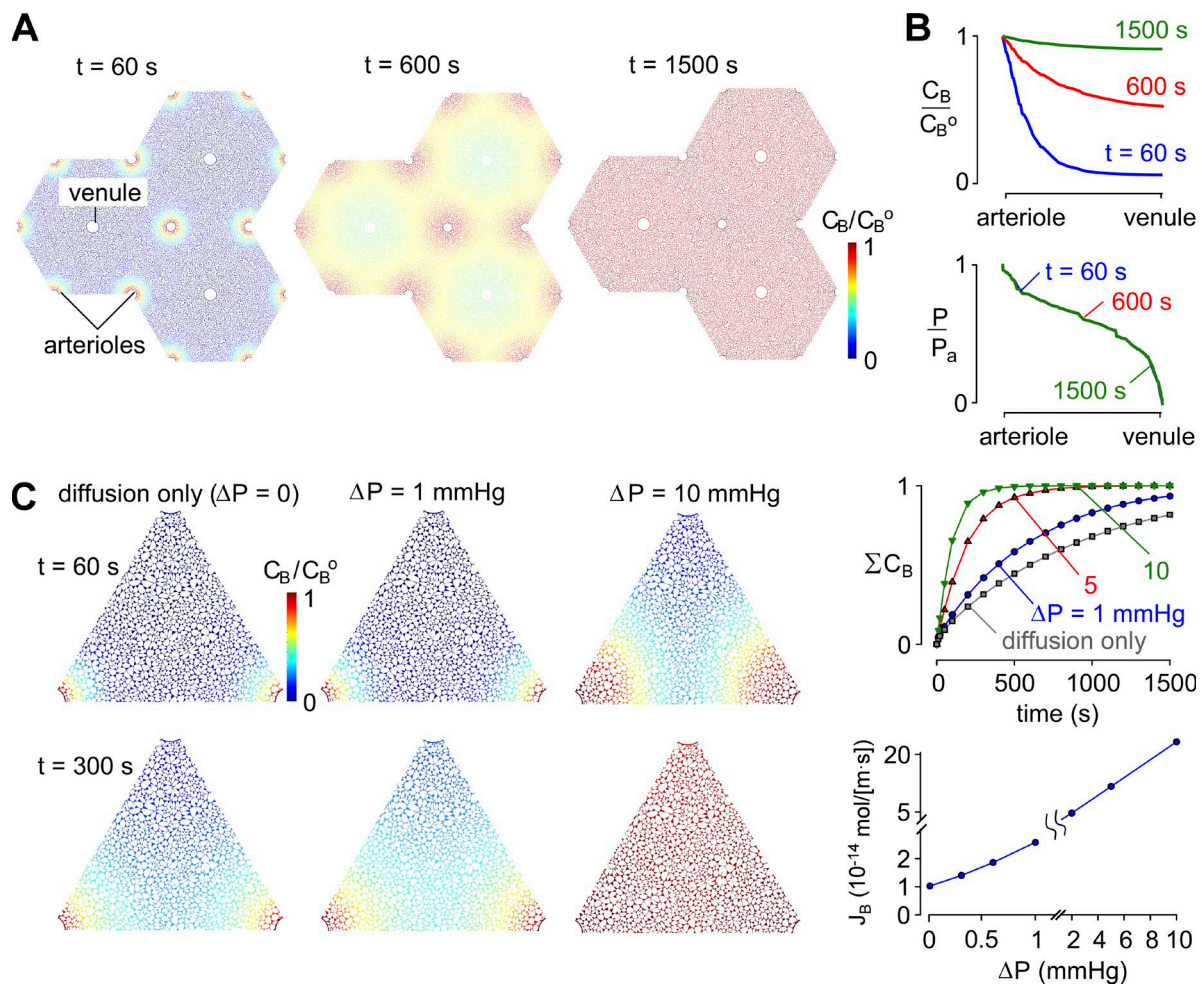 A
t = 60 s
t = 600 s
t = 1500 s
venule
arterioles
C_B/C_B^o
1
0
B
1
C_B
C_B^o
0
1500 s
600 s
t = 60 s
arteriole venule
1
P
P_a
0
t = 60 s
600 s
1500 s
arteriole venule
C
diffusion only (ΔP = 0)
ΔP = 1 mmHg
ΔP = 10 mmHg
t = 60 s
C_B/C_B^o
1
0
t = 300 s
1
ΣC_B
0
10
5
ΔP = 1 mmHg
diffusion only
0 500 1000 1500
time (s)
J_B (10^-14 mol/[m·s])
20
5
2
1
0
0 0.5 1 2 4 6 8 10
ΔP (mmHg)